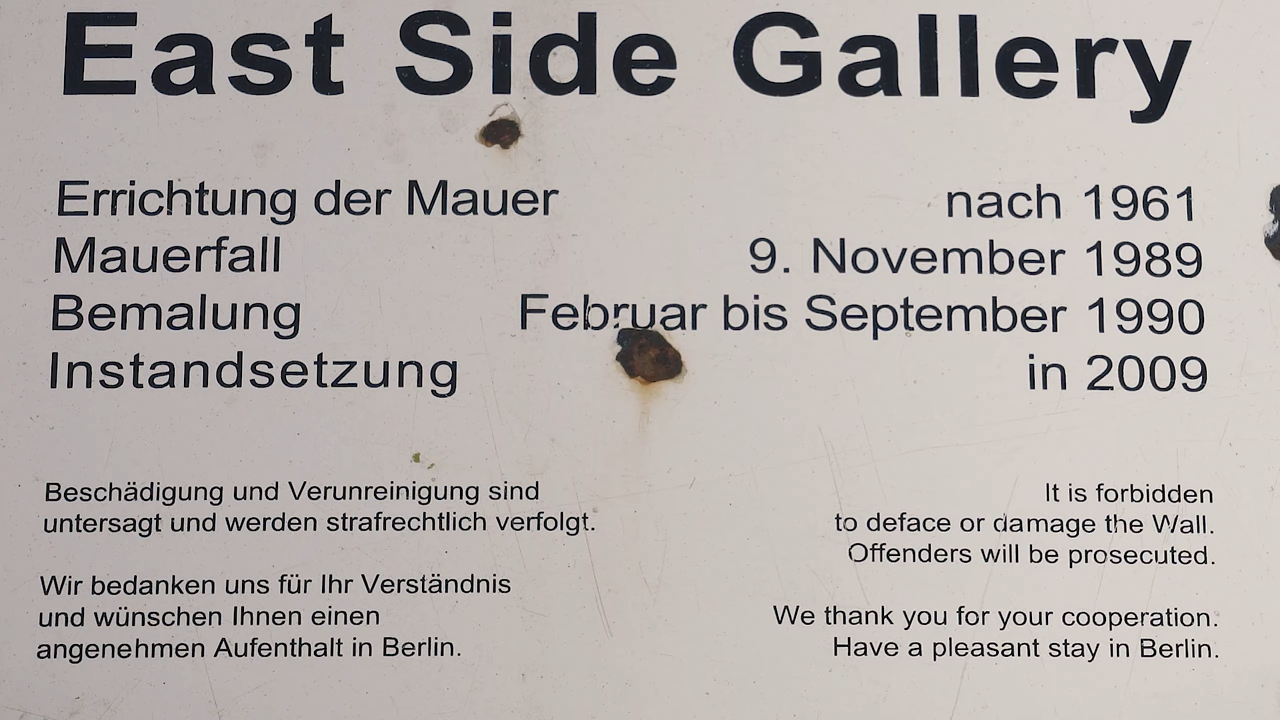 East Side Gallery
Errichtung der Mauer nach 1961
Mauerfall 9. November 1989
Bemalung Februar bis September 1990
Instandsetzung in 2009
Beschädigung und Verunreinigung sind
untersagt und werden strafrechtlich verfolgt.
Wir bedanken uns für Ihr Verständnis
und wünschen Ihnen einen
angenehmen Aufenthalt in Berlin.
It is forbidden
to deface or damage the Wall.
Offenders will be prosecuted.
We thank you for your cooperation.
Have a pleasant stay in Berlin.